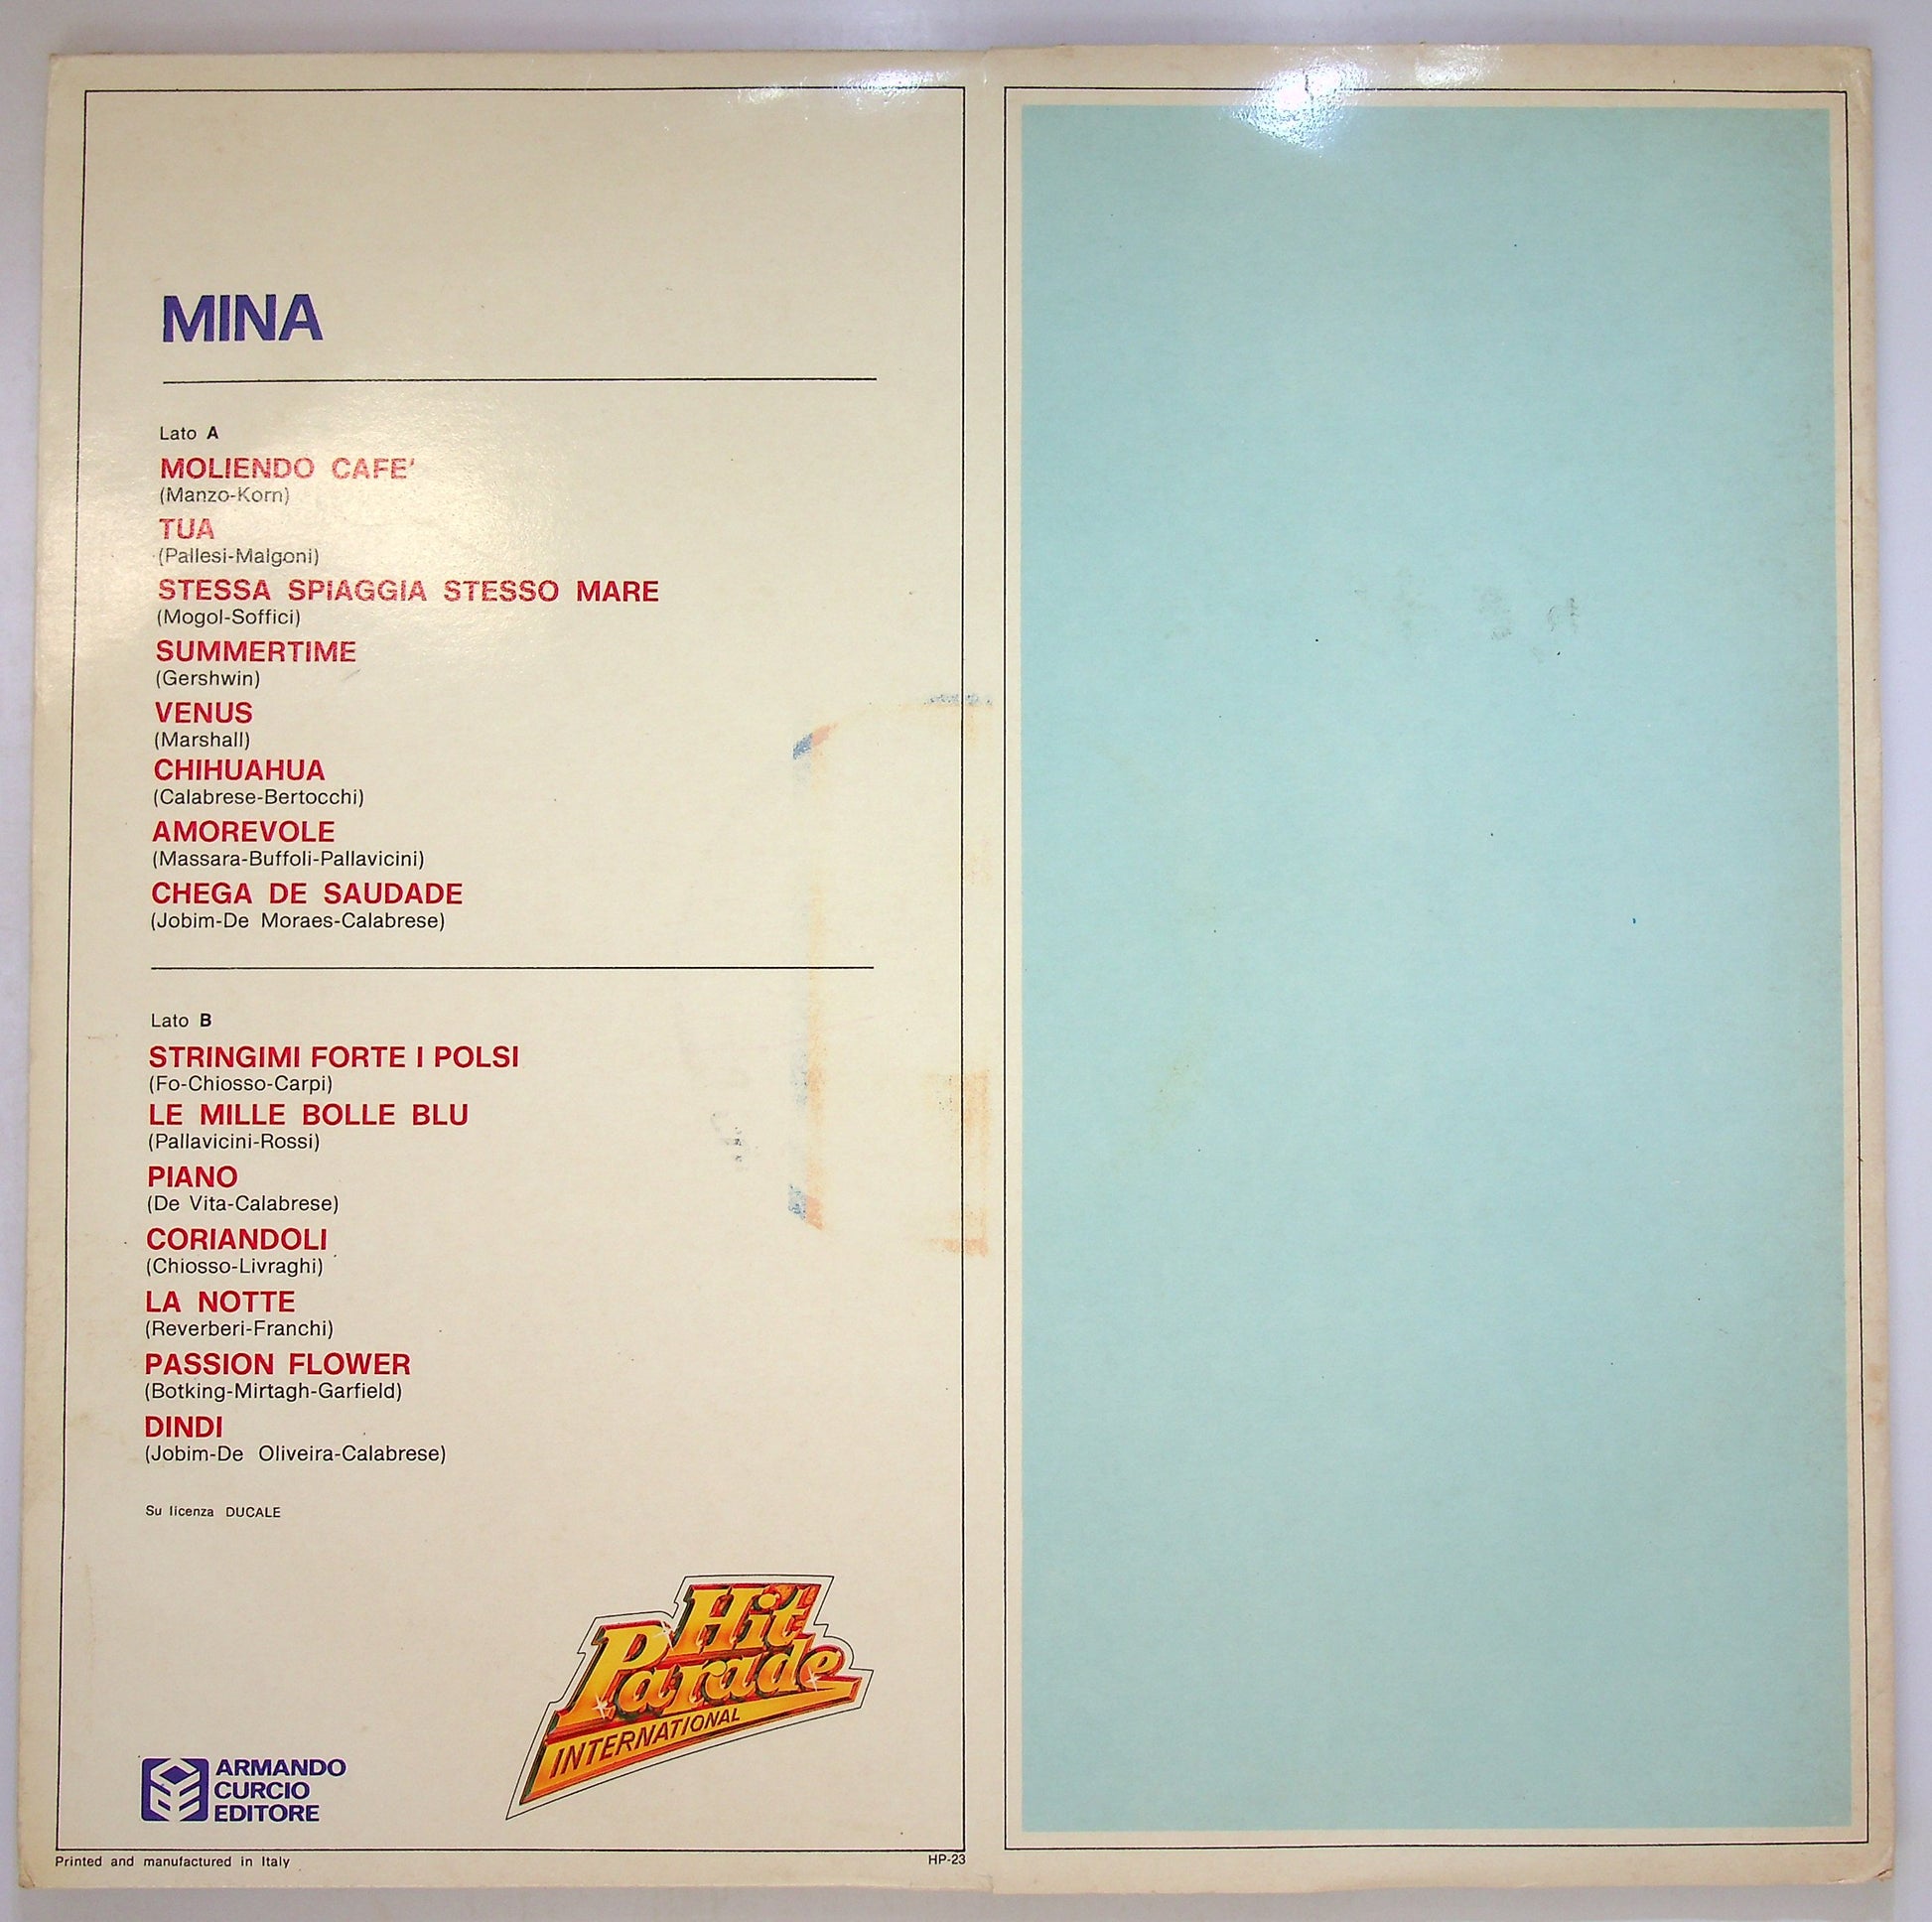 MINA
Lato A
MOLIENDO CAFE'
(Manzo-Korn)
TUA
(Pallesi-Malgoni)
STESSA SPIAGGIA STESSO MARE
(Mogol-Soffici)
SUMMERTIME
(Gershwin)
VENUS
(Marshall)
CHIHUAHUA
(Calabrese-Bertocchi)
AMOREVOLE
(Massara-Buffoli-Pallavicini)
CHEGA DE SAUDADE
(Jobim-De Moraes-Calabrese)
Lato B
STRINGIMI FORTE I POLSI
(Fo-Chiosso-Carpi)
LE MILLE BOLLE BLU
(Pallavicini-Rossi)
PIANO
(De Vita-Calabrese)
CORIANDOLI
(Chiosso-Livraghi)
LA NOTTE
(Reverberi-Franchi)
PASSION FLOWER
(Botking-Mirtagh-Garfield)
DINDI
(Jobim-De Oliveira-Calabrese)
Su licenza DUCALE
Hit
Parade
INTERNATIONAL
ARMANDO
CURCIO
EDITORE
Printed and manufactured in Italy
HP-23